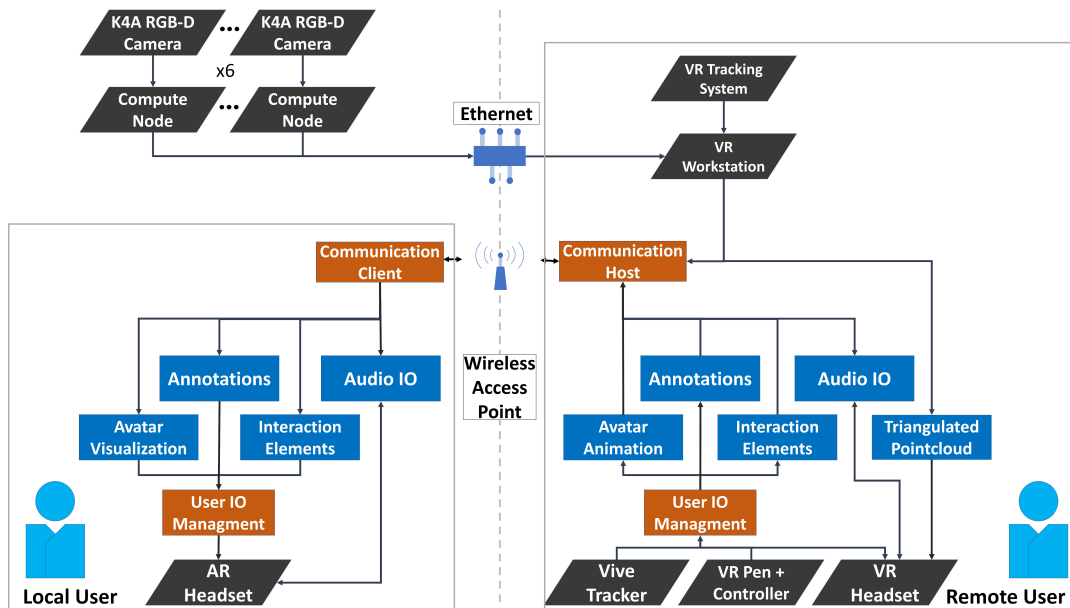 K4A RGB-D
Camera
•••
K4A RGB-D
Camera
x6
Compute
Node
•••
Compute
Node
Ethernet
VR Tracking
System
VR
Workstation
Communication
Client
Communication
Host
Wireless
Access
Point
Annotations
Audio IO
Avatar
Visualization
Interaction
Elements
User IO
Managment
AR
Headset
Local User
Annotations
Audio IO
Avatar
Animation
Interaction
Elements
Triangulated
Pointcloud
User IO
Managment
Vive
Tracker
VR Pen +
Controller
VR
Headset
Remote User